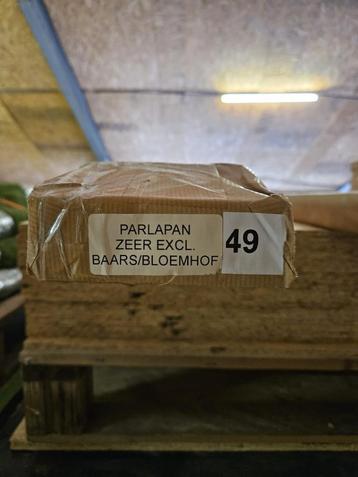 PARLAPAN
ZEER EXCL.
BAARS/BLOEMHOF
49